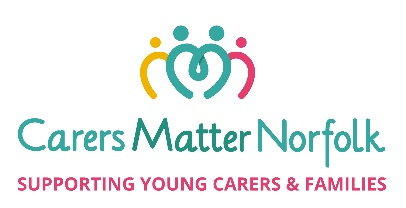 Carers Matter Norfolk
SUPPORTING YOUNG CARERS & FAMILIES